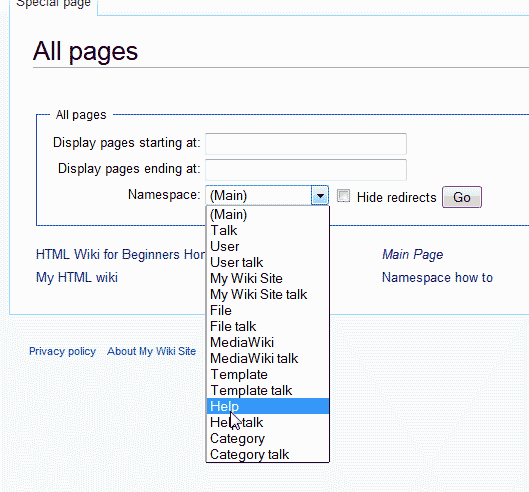 Special page
All pages
All pages
Display pages starting at:
Display pages ending at:
Namespace: (Main) Hide redirects Go
(Main)
Talk
User
User talk
My Wiki Site
My Wiki Site talk
File
File talk
MediaWiki
MediaWiki talk
Template
Template talk
Help
Help talk
Category
Category talk
HTML Wiki for Beginners Main Page
My HTML wiki Namespace how to
Privacy policy About My Wiki Site